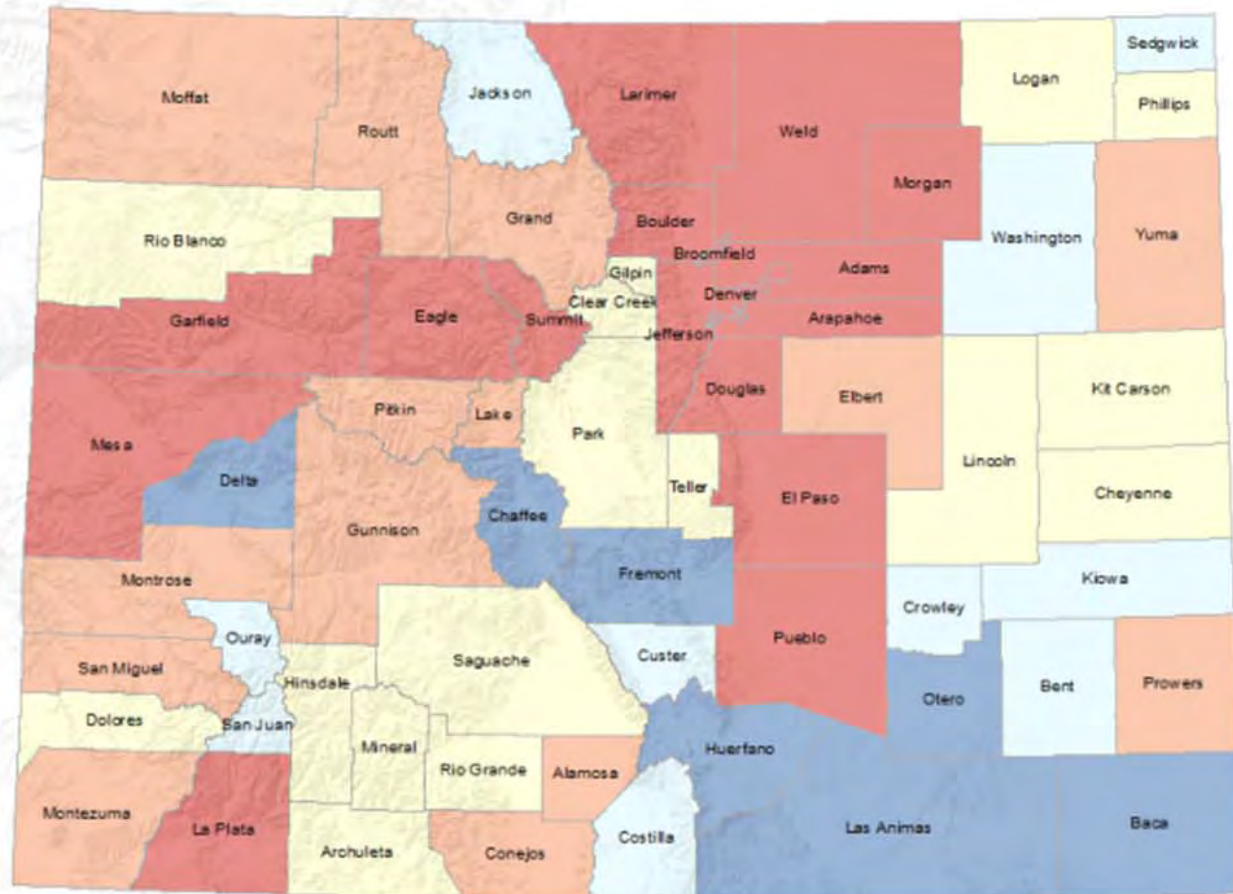 Sedgwick
Logan
Moffat
Jackson
Larimer
Phillips
Routt
Weld
Morgan
Grand
Boulder
Rio Blanco
Washington
Yuma
Broomfield
Gilpin
Adams
Denver
Clear Creek
Garfield
Eagle
Summit
Arapahoe
Jefferson
Pitkin
Lake
Douglas
Elbert
Kit Carson
Park
Mesa
Lincoln
Delta
Teller
El Paso
Cheyenne
Chaffee
Gunnison
Fremont
Montrose
Kiowa
Crowley
Ouray
Pueblo
Custer
Saguache
San Miguel
Hinsdale
Bent
Prowers
Otero
Dolores
San Juan
Mineral
Huerfano
Rio Grande
Alamosa
Montezuma
La Plata
Las Animas
Baca
Costilla
Archuleta
Conejos